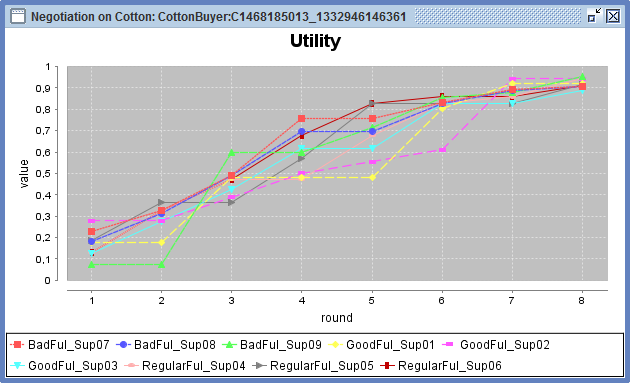 Negotiation on Cotton: CottonBuyer:C1468185013_1332946146361
Utility
value
1
0,9
0,8
0,7
0,6
0,5
0,4
0,3
0,2
0,1
0
1 2 3 4 5 6 7 8
round
BadFul_Sup07 BadFul_Sup08 BadFul_Sup09 GoodFul_Sup01 GoodFul_Sup02
GoodFul_Sup03 RegularFul_Sup04 RegularFul_Sup05 RegularFul_Sup06